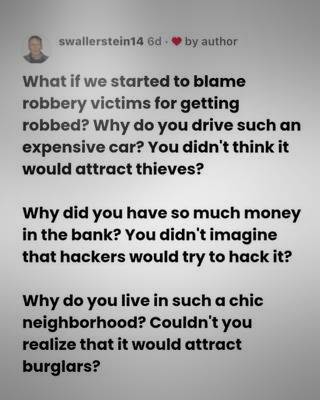 swallerstein14 6d · ❤ by author
What if we started to blame
robbery victims for getting
robbed? Why do you drive such an
expensive car? You didn't think it
would attract thieves?
Why did you have so much money
in the bank? You didn't imagine
that hackers would try to hack it?
Why do you live in such a chic
neighborhood? Couldn't you
realize that it would attract
burglars?